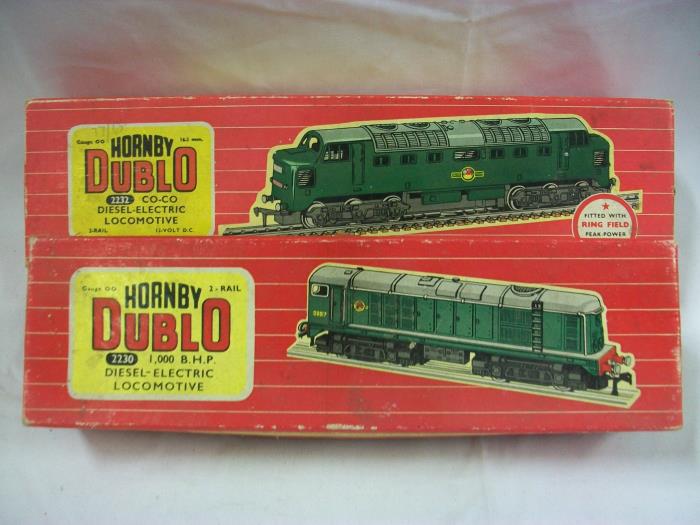 Gauge OO 16.5 mm.
HORNBY
DUBLO
2232 CO-CO
DIESEL-ELECTRIC
LOCOMOTIVE
2-RAIL 12-VOLT D.C.
FITTED WITH
RING FIELD
PEAK-POWER
Gauge OO 2-RAIL
HORNBY
DUBLO
2230 1,000 B.H.P.
DIESEL-ELECTRIC
LOCOMOTIVE